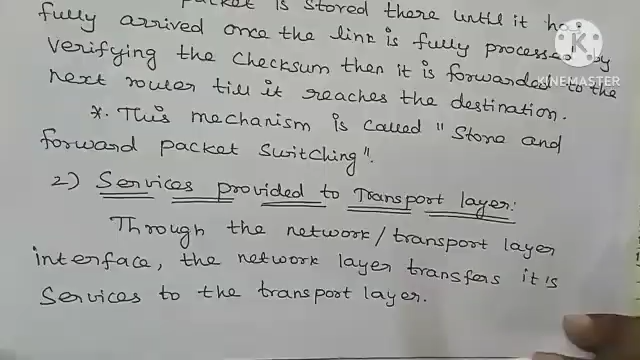 packet is stored there until it has
fully arrived once the link is fully processed by
verifying the checksum then it is forwarded to the
next router till it reaches the destination.
*. This mechanism is called "Store and
forward packet switching".
2) Services provided to Transport layer:
Through the network/transport layer
interface, the network layer transfers it is
services to the transport layer.
KINEMASTER